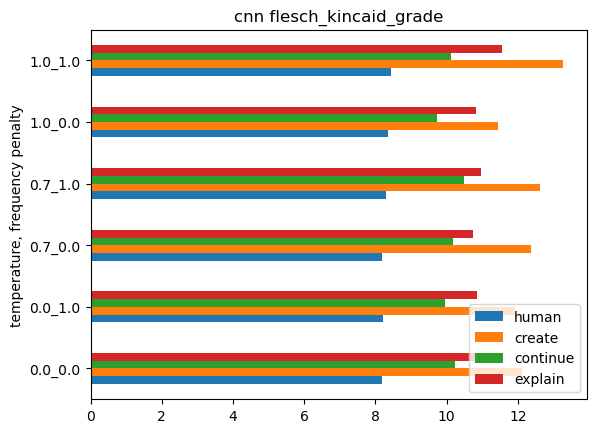 cnn flesch_kincaid_grade
temperature, frequency penalty
1.0_1.0
1.0_0.0
0.7_1.0
0.7_0.0
0.0_1.0
0.0_0.0
human
create
continue
explain
0 2 4 6 8 10 12